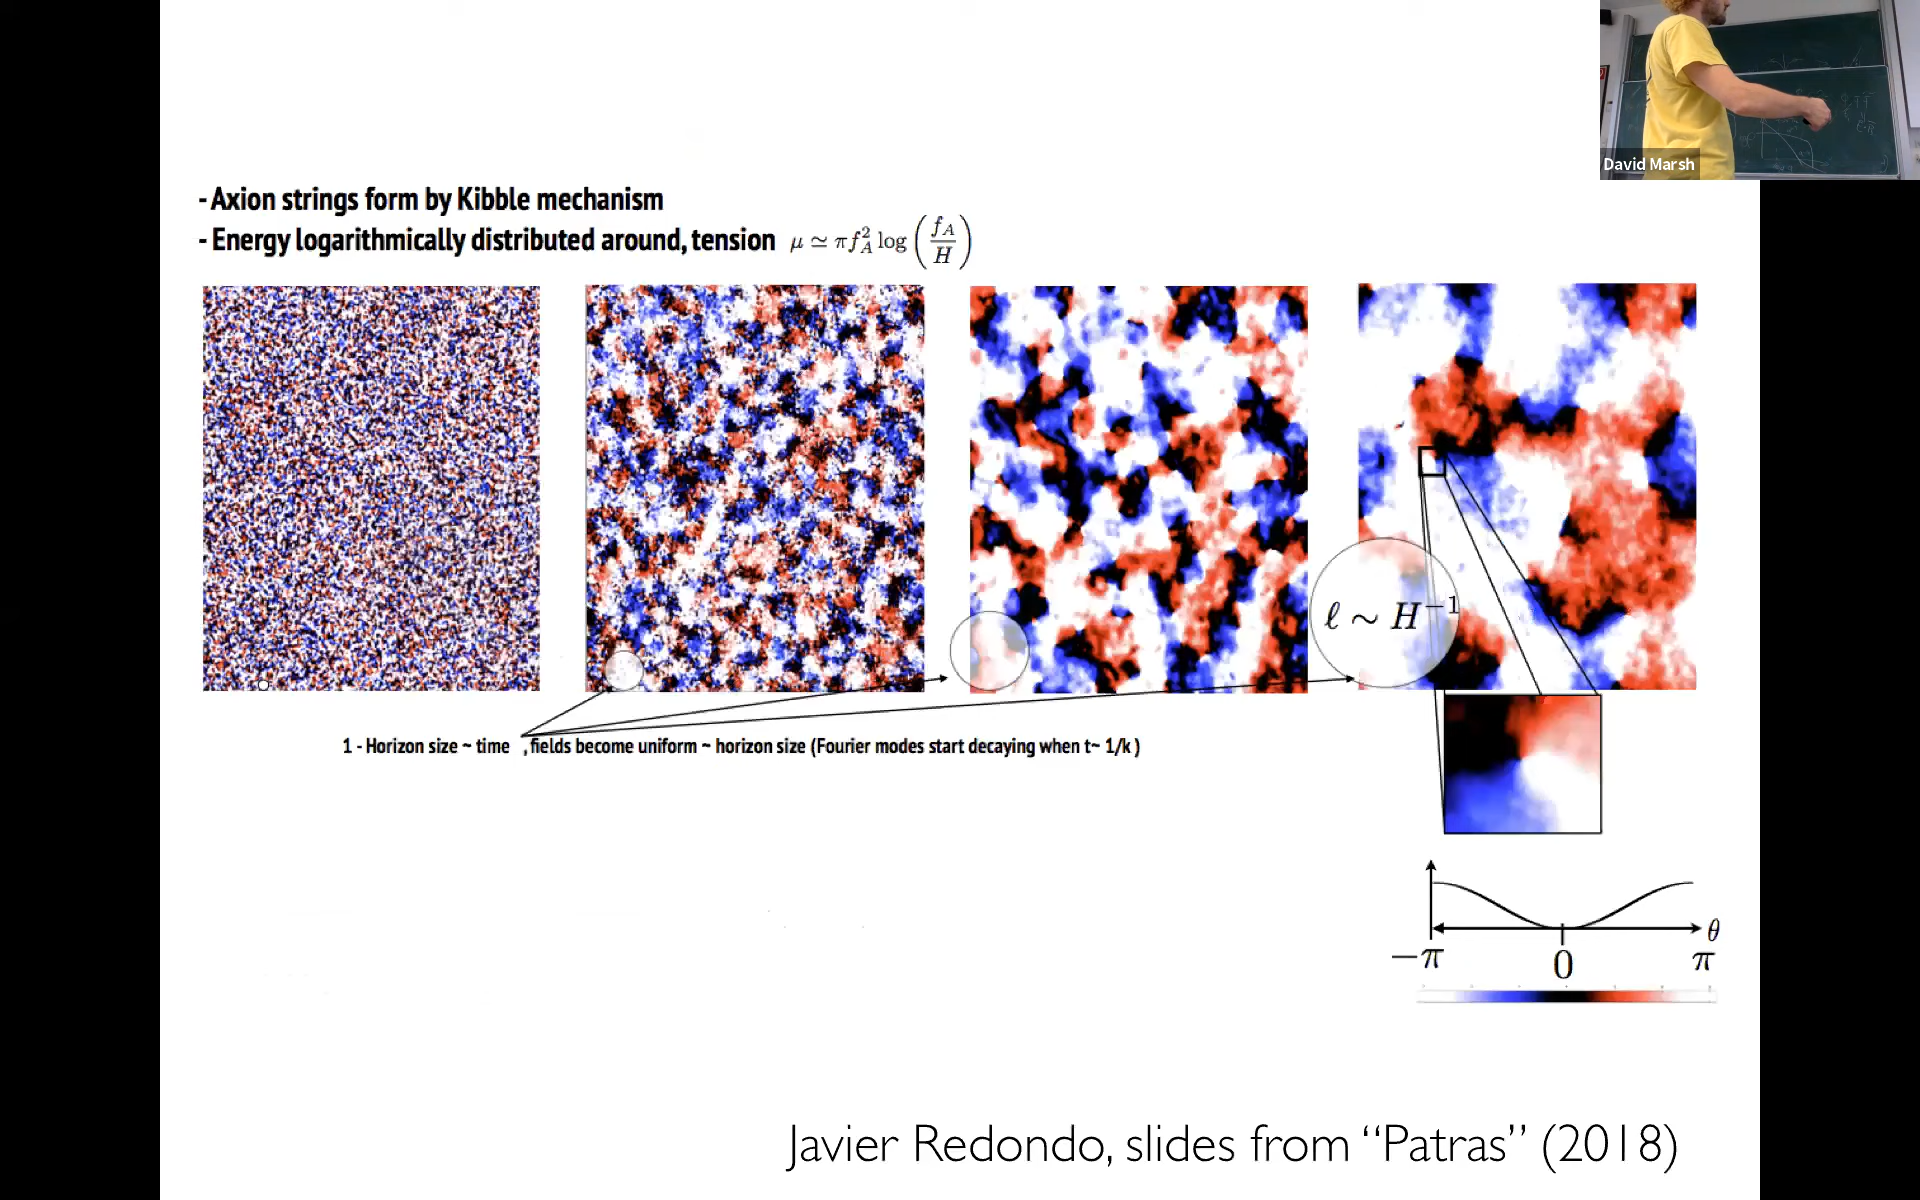 David Marsh
- Axion strings form by Kibble mechanism
- Energy logarithmically distributed around, tension μ ≃ πf_A^2 log(f_A/H)
ℓ ~ H^{-1}
1 - Horizon size ~ time , fields become uniform ~ horizon size (Fourier modes start decaying when t~ 1/k )
θ
−π 0 π
Javier Redondo, slides from “Patras” (2018)